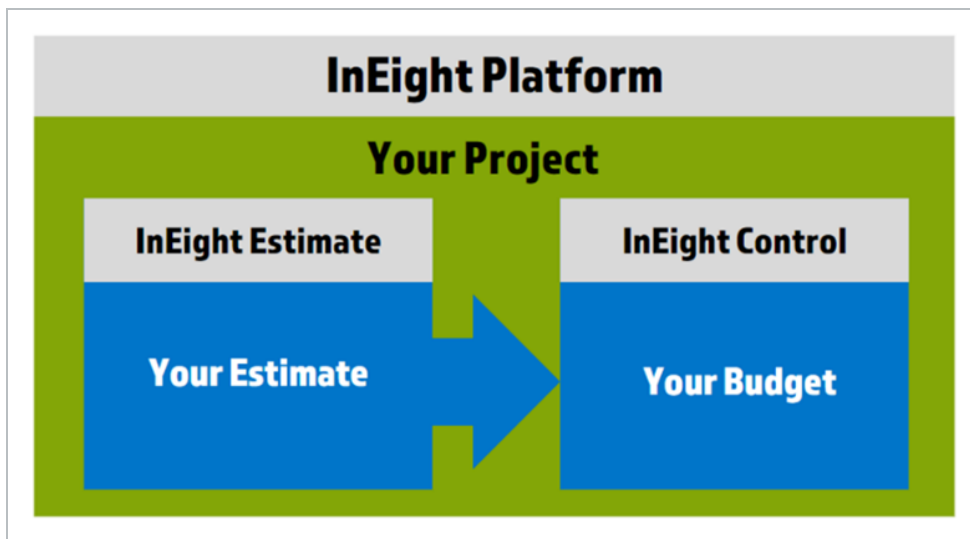 InEight Platform
Your Project
InEight Estimate
InEight Control
Your Estimate
Your Budget